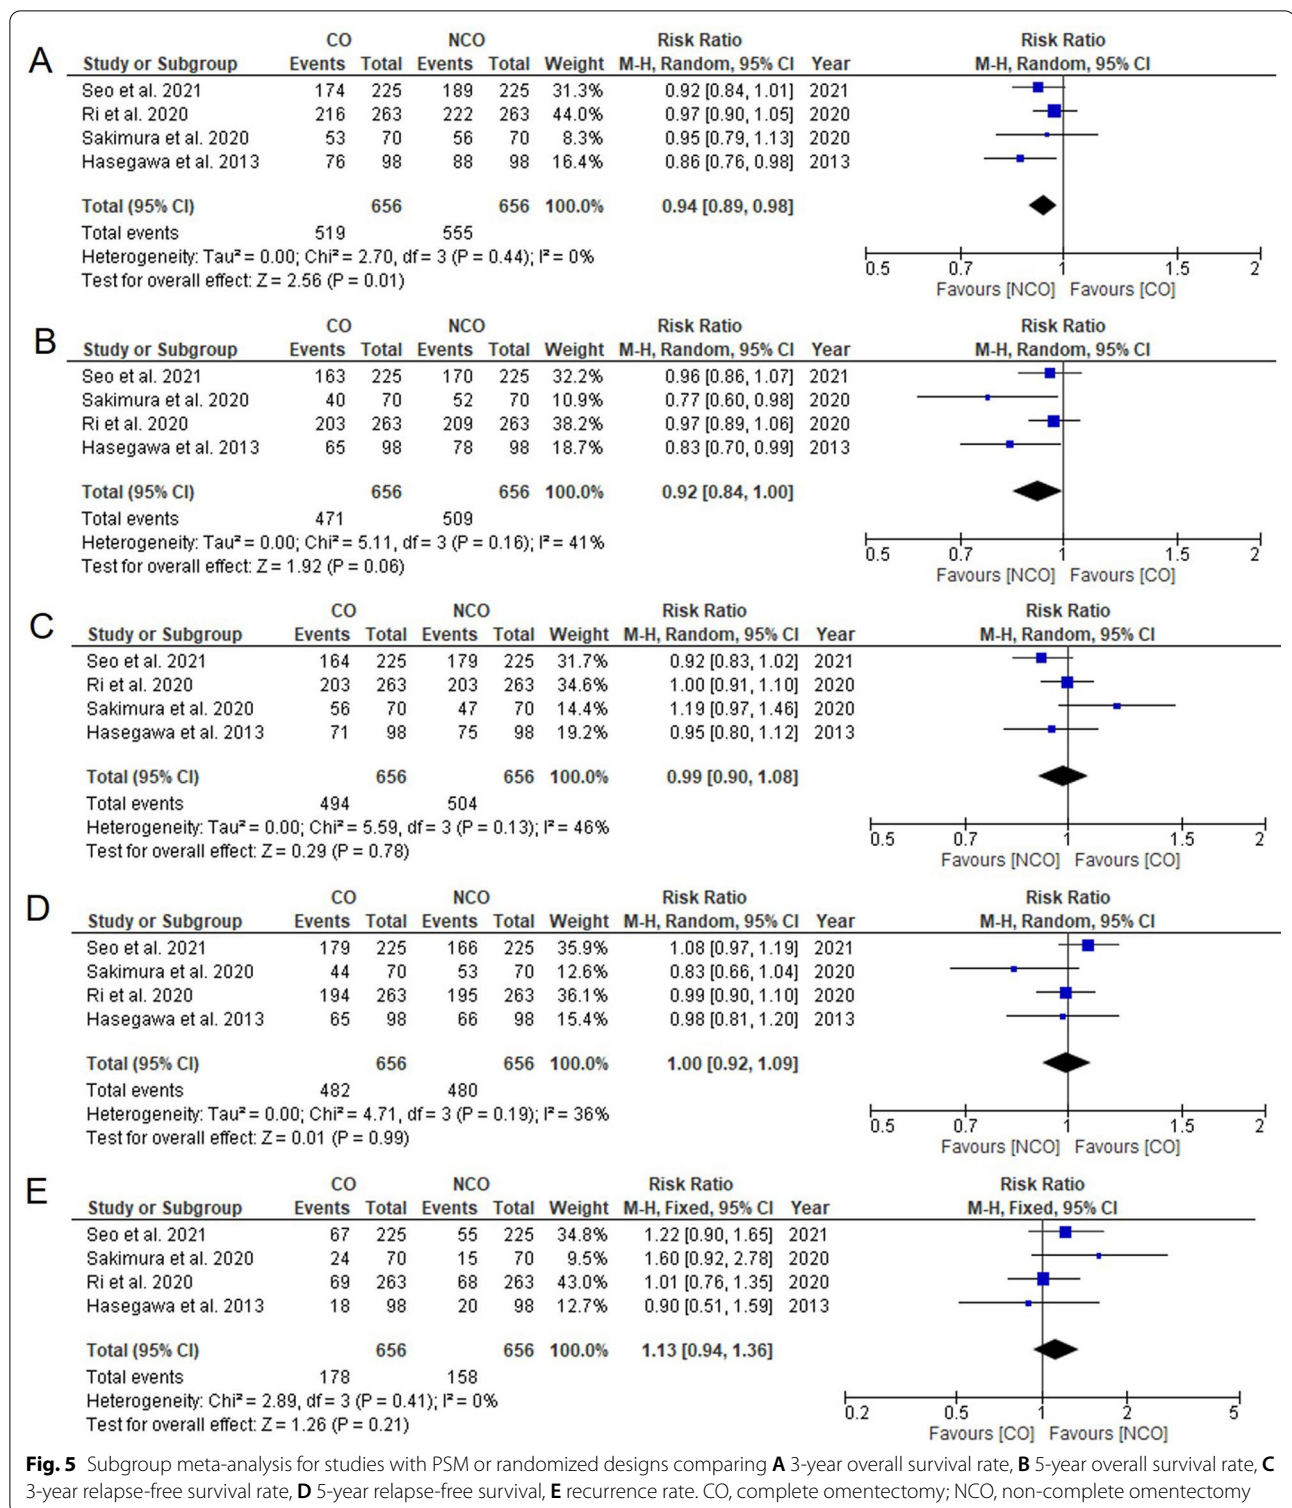 A
CO NCO Risk Ratio Risk Ratio
Study or Subgroup Events Total Events Total Weight M-H, Random, 95% CI Year M-H, Random, 95% CI
Seo et al. 2021 174 225 189 225 31.3% 0.92 [0.84, 1.01] 2021
Ri et al. 2020 216 263 222 263 44.0% 0.97 [0.90, 1.05] 2020
Sakimura et al. 2020 53 70 56 70 8.3% 0.95 [0.79, 1.13] 2020
Hasegawa et al. 2013 76 98 88 98 16.4% 0.86 [0.76, 0.98] 2013
Total (95% CI) 656 656 100.0% 0.94 [0.89, 0.98]
Total events 519 555
Heterogeneity: Tau² = 0.00; Chi² = 2.70, df = 3 (P = 0.44); I² = 0%
Test for overall effect: Z = 2.56 (P = 0.01)
0.5 0.7 1 1.5 2
Favours [NCO] Favours [CO]
B
CO NCO Risk Ratio Risk Ratio
Study or Subgroup Events Total Events Total Weight M-H, Random, 95% CI Year M-H, Random, 95% CI
Seo et al. 2021 163 225 170 225 32.2% 0.96 [0.86, 1.07] 2021
Sakimura et al. 2020 40 70 52 70 10.9% 0.77 [0.60, 0.98] 2020
Ri et al. 2020 203 263 209 263 38.2% 0.97 [0.89, 1.06] 2020
Hasegawa et al. 2013 65 98 78 98 18.7% 0.83 [0.70, 0.99] 2013
Total (95% CI) 656 656 100.0% 0.92 [0.84, 1.00]
Total events 471 509
Heterogeneity: Tau² = 0.00; Chi² = 5.11, df = 3 (P = 0.16); I² = 41%
Test for overall effect: Z = 1.92 (P = 0.06)
0.5 0.7 1 1.5 2
Favours [NCO] Favours [CO]
C
CO NCO Risk Ratio Risk Ratio
Study or Subgroup Events Total Events Total Weight M-H, Random, 95% CI Year M-H, Random, 95% CI
Seo et al. 2021 164 225 179 225 31.7% 0.92 [0.83, 1.02] 2021
Ri et al. 2020 203 263 203 263 34.6% 1.00 [0.91, 1.10] 2020
Sakimura et al. 2020 56 70 47 70 14.4% 1.19 [0.97, 1.46] 2020
Hasegawa et al. 2013 71 98 75 98 19.2% 0.95 [0.80, 1.12] 2013
Total (95% CI) 656 656 100.0% 0.99 [0.90, 1.08]
Total events 494 504
Heterogeneity: Tau² = 0.00; Chi² = 5.59, df = 3 (P = 0.13); I² = 46%
Test for overall effect: Z = 0.29 (P = 0.78)
0.5 0.7 1 1.5 2
Favours [NCO] Favours [CO]
D
CO NCO Risk Ratio Risk Ratio
Study or Subgroup Events Total Events Total Weight M-H, Random, 95% CI Year M-H, Random, 95% CI
Seo et al. 2021 179 225 166 225 35.9% 1.08 [0.97, 1.19] 2021
Sakimura et al. 2020 44 70 53 70 12.6% 0.83 [0.66, 1.04] 2020
Ri et al. 2020 194 263 195 263 36.1% 0.99 [0.90, 1.10] 2020
Hasegawa et al. 2013 65 98 66 98 15.4% 0.98 [0.81, 1.20] 2013
Total (95% CI) 656 656 100.0% 1.00 [0.92, 1.09]
Total events 482 480
Heterogeneity: Tau² = 0.00; Chi² = 4.71, df = 3 (P = 0.19); I² = 36%
Test for overall effect: Z = 0.01 (P = 0.99)
0.5 0.7 1 1.5 2
Favours [NCO] Favours [CO]
E
CO NCO Risk Ratio Risk Ratio
Study or Subgroup Events Total Events Total Weight M-H, Fixed, 95% CI Year M-H, Fixed, 95% CI
Seo et al. 2021 67 225 55 225 34.8% 1.22 [0.90, 1.65] 2021
Sakimura et al. 2020 24 70 15 70 9.5% 1.60 [0.92, 2.78] 2020
Ri et al. 2020 69 263 68 263 43.0% 1.01 [0.76, 1.35] 2020
Hasegawa et al. 2013 18 98 20 98 12.7% 0.90 [0.51, 1.59] 2013
Total (95% CI) 656 656 100.0% 1.13 [0.94, 1.36]
Total events 178 158
Heterogeneity: Chi² = 2.89, df = 3 (P = 0.41); I² = 0%
Test for overall effect: Z = 1.26 (P = 0.21)
0.2 0.5 1 2 5
Favours [CO] Favours [NCO]
Fig. 5 Subgroup meta-analysis for studies with PSM or randomized designs comparing A 3-year overall survival rate, B 5-year overall survival rate, C
3-year relapse-free survival rate, D 5-year relapse-free survival, E recurrence rate. CO, complete omentectomy; NCO, non-complete omentectomy